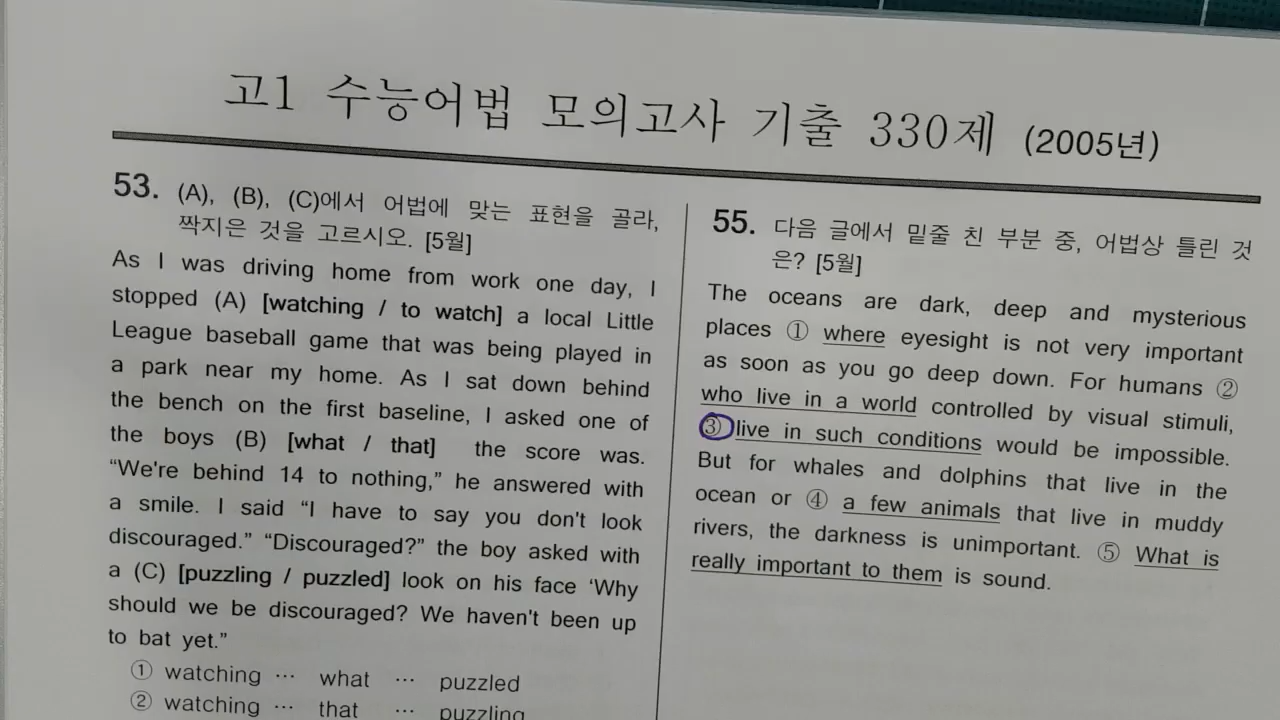 고1 수능어법 모의고사 기출 330제 (2005년)
53. (A), (B), (C)에서 어법에 맞는 표현을 골라,
짝지은 것을 고르시오. [5월]
As I was driving home from work one day, I
stopped (A) [watching / to watch] a local Little
League baseball game that was being played in
a park near my home. As I sat down behind
the bench on the first baseline, I asked one of
the boys (B) [what / that] the score was.
“We're behind 14 to nothing,” he answered with
a smile. I said “I have to say you don't look
discouraged.” “Discouraged?” the boy asked with
a (C) [puzzling / puzzled] look on his face ‘Why
should we be discouraged? We haven't been up
to bat yet.”
① watching ··· what ··· puzzled
② watching ··· that ··· puzzling
55. 다음 글에서 밑줄 친 부분 중, 어법상 틀린 것
은? [5월]
The oceans are dark, deep and mysterious
places ① where eyesight is not very important
as soon as you go deep down. For humans ②
who live in a world controlled by visual stimuli,
③ live in such conditions would be impossible.
But for whales and dolphins that live in the
ocean or ④ a few animals that live in muddy
rivers, the darkness is unimportant. ⑤ What is
really important to them is sound.